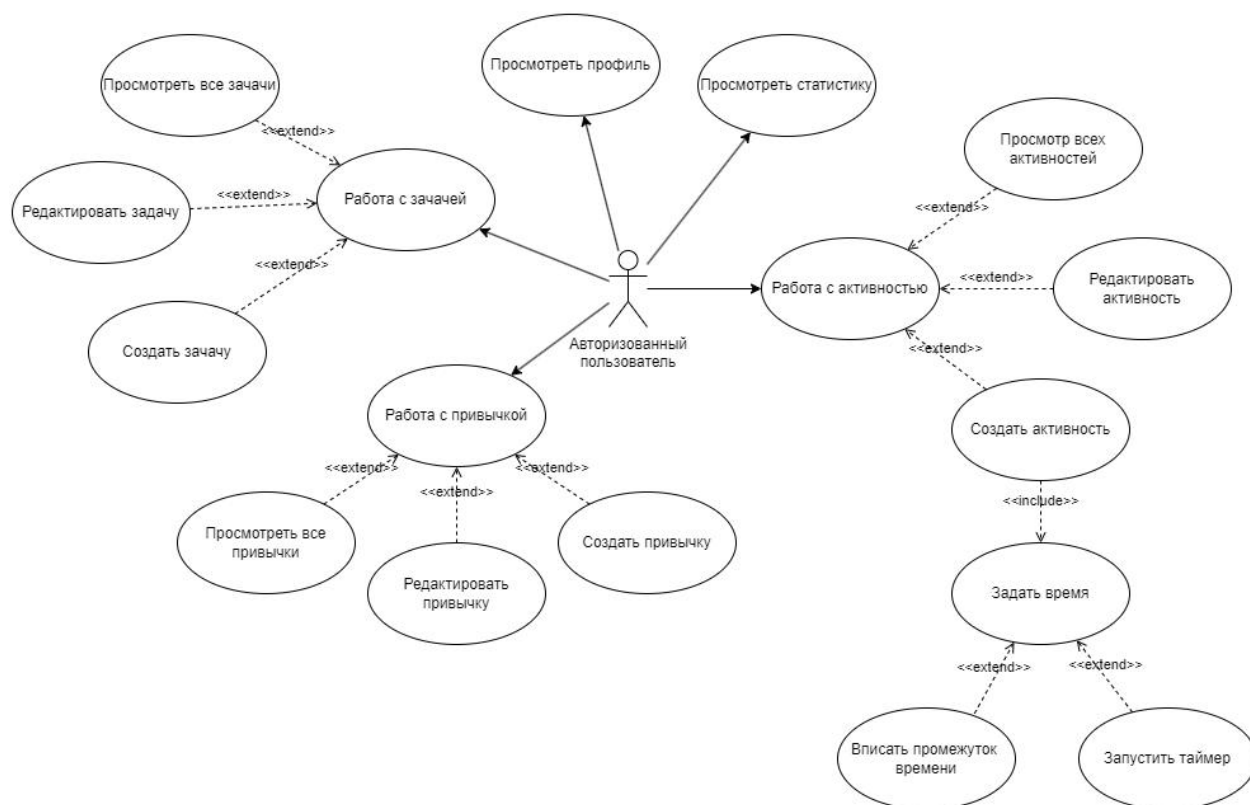 Просмотреть профиль
Просмотреть все зачачи
Просмотреть статистику
<<extend>>
Просмотр всех
активностей
Редактировать задачу
<<extend>>
Работа с зачачей
<<extend>>
<<extend>>
Работа с активностью
<<extend>>
Редактировать
активность
Создать зачачу
Авторизованный
пользователь
<<extend>>
Работа с привычкой
Создать активность
<<extend>>
<<extend>>
<<extend>>
<<include>>
Просмотреть все
привычки
Создать привычку
Редактировать
привычку
Задать время
<<extend>>
<<extend>>
Вписать промежуток
времени
Запустить таймер